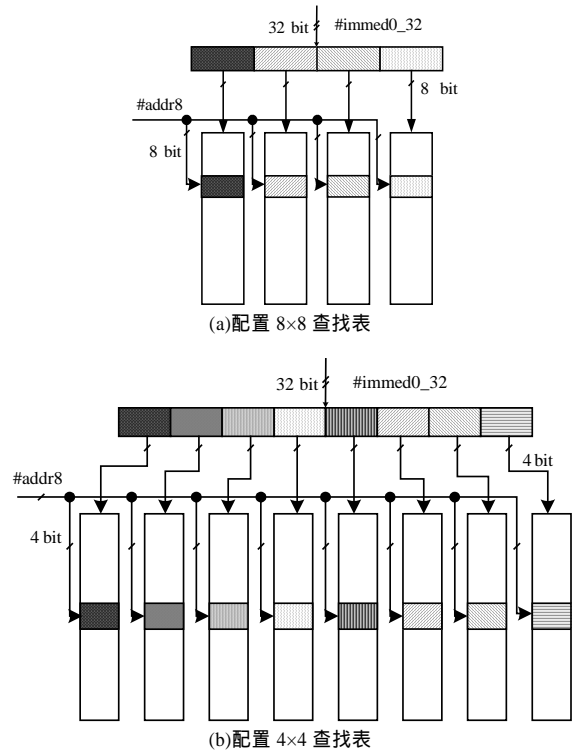 32 bit #immed0_32
8 bit
#addr8
8 bit
(a)配置 8×8 查找表
32 bit #immed0_32
4 bit
#addr8
4 bit
(b)配置 4×4 查找表